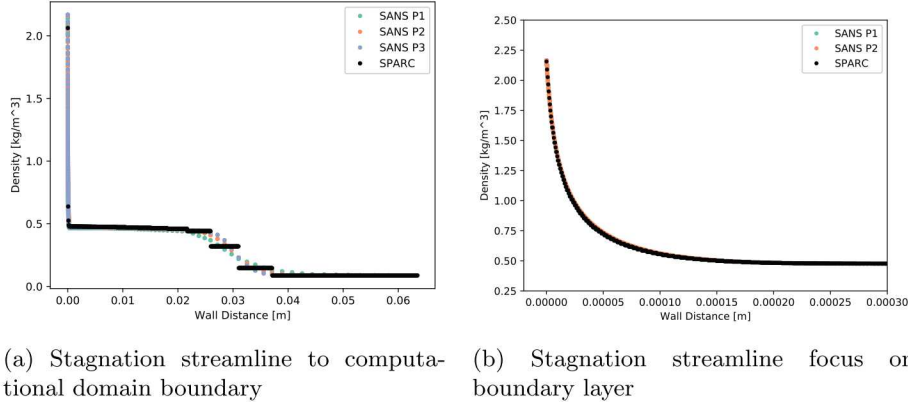 SANS P1
SANS P2
SANS P3
SPARC
2.0
1.5
1.0
0.5
0.0
Density [kg/m^3]
0.00 0.01 0.02 0.03 0.04 0.05 0.06
Wall Distance [m]
SANS P1
SANS P2
SPARC
2.50
2.25
2.00
1.75
1.50
1.25
1.00
0.75
0.50
0.25
Density [kg/m^3]
0.00000 0.00005 0.00010 0.00015 0.00020 0.00025 0.00030
Wall Distance [m]
(a) Stagnation streamline to computa-
tional domain boundary
(b) Stagnation streamline focus on
boundary layer